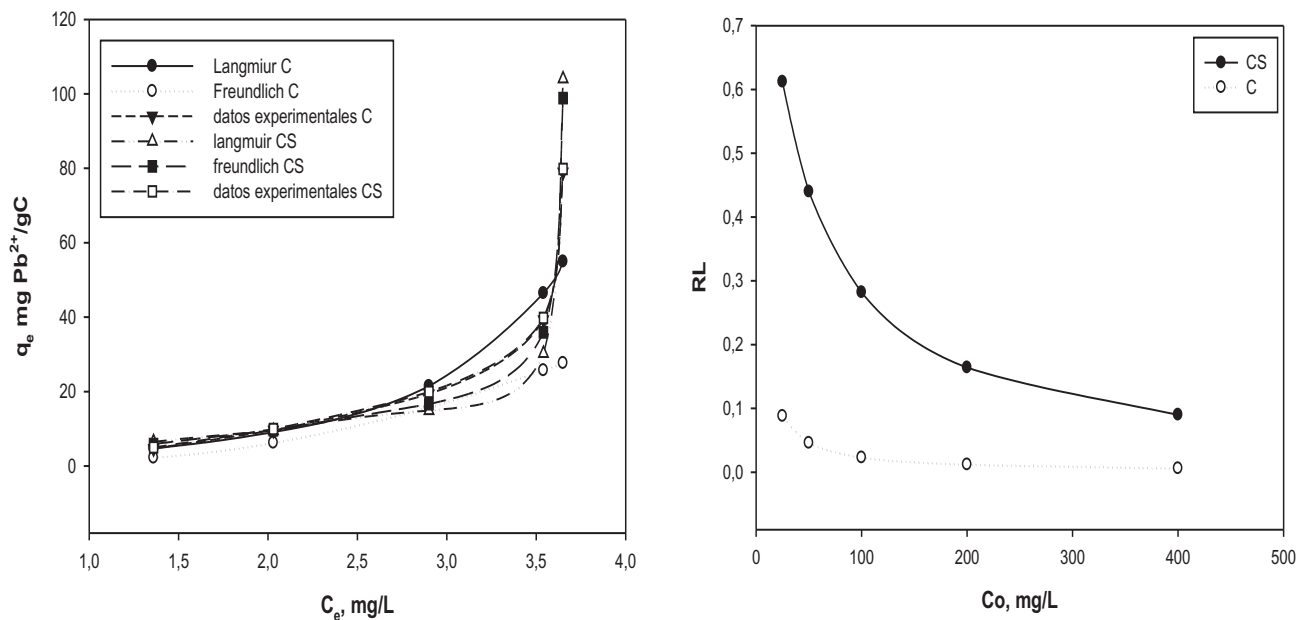 120
100
80
60
40
20
0
q_e mg Pb²⁺/gC
Langmiur C
Freundlich C
datos experimentales C
langmuir CS
freundlich CS
datos experimentales CS
1,0 1,5 2,0 2,5 3,0 3,5 4,0
C_e, mg/L
0,7
0,6
0,5
0,4
0,3
0,2
0,1
0,0
RL
CS
C
0 100 200 300 400 500
Co, mg/L